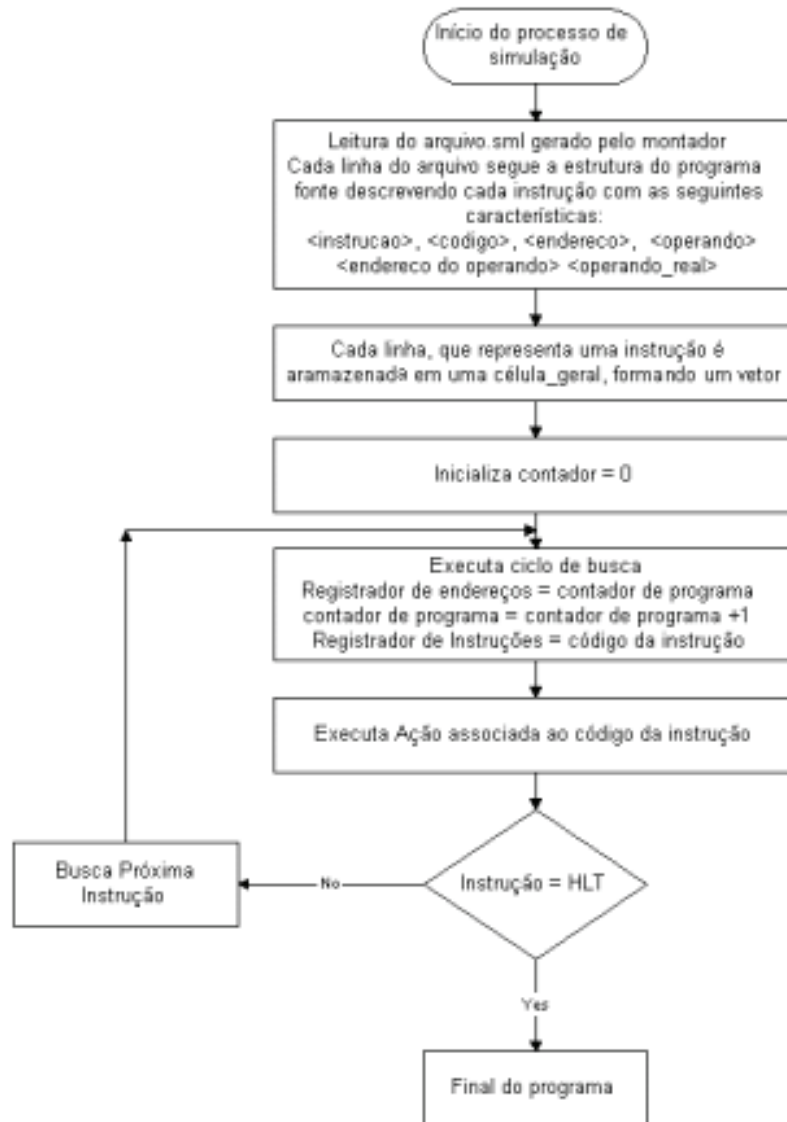 Início do processo de
simulação
Leitura do arquivo.sml gerado pelo montador
Cada linha do arquivo segue a estrutura do programa
fonte descrevendo cada instrução com as seguintes
características:
<instrucao>, <codigo>, <endereco>, <operando>
<endereco do operando> <operando_real>
Cada linha, que representa uma instrução é
aramazenada em uma célula_geral, formando um vetor
Inicializa contador = 0
Executa ciclo de busca
Registrador de endereços = contador de programa
contador de programa = contador de programa +1
Registrador de Instruções = código da instrução
Executa Ação associada ao código da instrução
Busca Próxima
Instrução
No
Instrução = HLT
Yes
Final do programa